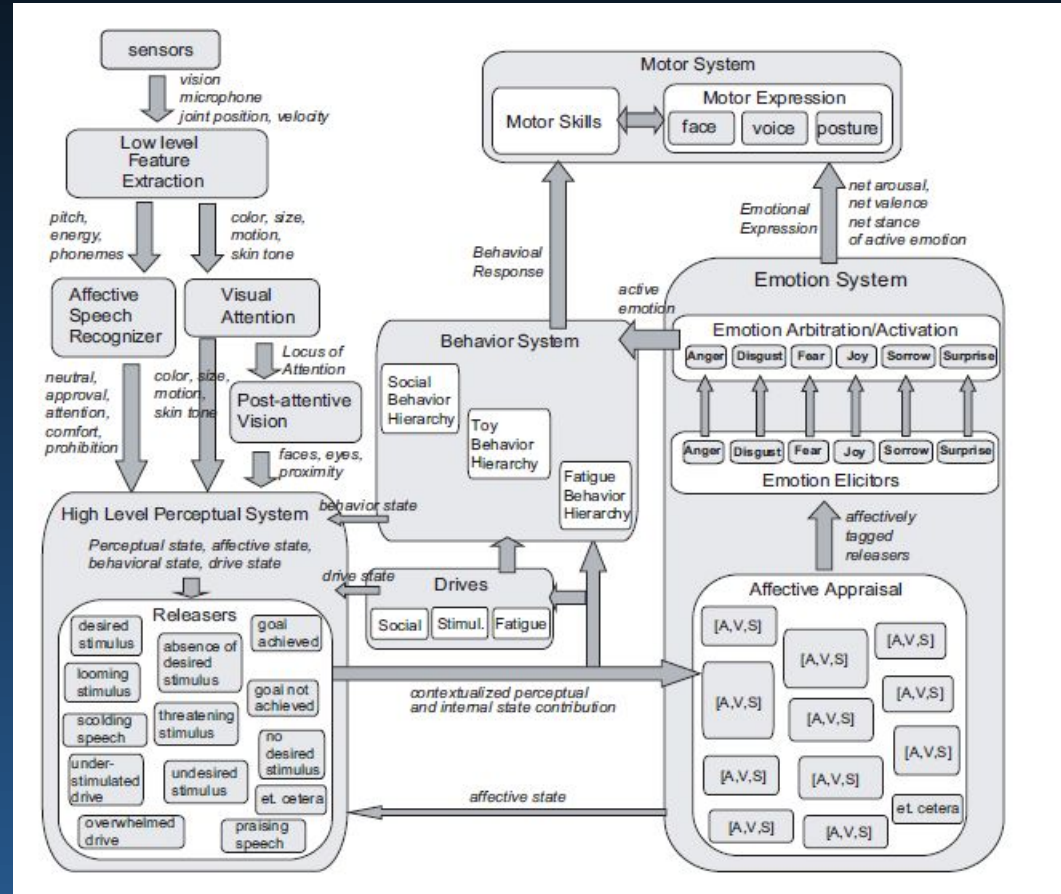 sensors
vision
microphone
joint position, velocity
Low level
Feature
Extraction
pitch,
energy,
phonemes
color, size,
motion,
skin tone
Affective
Speech
Recognizer
Visual
Attention
neutral,
approval,
attention,
comfort,
prohibition
color, size,
motion,
skin tone
Locus of
Attention
Post-attentive
Vision
faces, eyes,
proximity
High Level Perceptual System
Perceptual state, affective state,
behavioral state, drive state
Releasers
desired
stimulus
absence of
desired
stimulus
goal
achieved
looming
stimulus
goal not
achieved
scolding
speech
threatening
stimulus
no
desired
stimulus
under-
stimulated
drive
undesired
stimulus
et. cetera
overwhelmed
drive
praising
speech
behavior state
drive state
Motor System
Motor Skills
Motor Expression
face
voice
posture
Behavioal
Response
Emotional
Expression
net arousal,
net valence
net stance
of active emotion
active
emotion
Behavior System
Social
Behavior
Hierarchy
Toy
Behavior
Hierarchy
Fatigue
Behavior
Hierarchy
Drives
Social
Stimul.
Fatigue
contextualized perceptual
and internal state contribution
affective state
Emotion System
Emotion Arbitration/Activation
Anger
Disgust
Fear
Joy
Sorrow
Surprise
Anger
Disgust
Fear
Joy
Sorrow
Surprise
Emotion Elicitors
affectively
tagged
releasers
Affective Appraisal
[A,V,S]
[A,V,S]
[A,V,S]
[A,V,S]
[A,V,S]
[A,V,S]
[A,V,S]
[A,V,S]
[A,V,S]
et. cetera
[A,V,S]
[A,V,S]